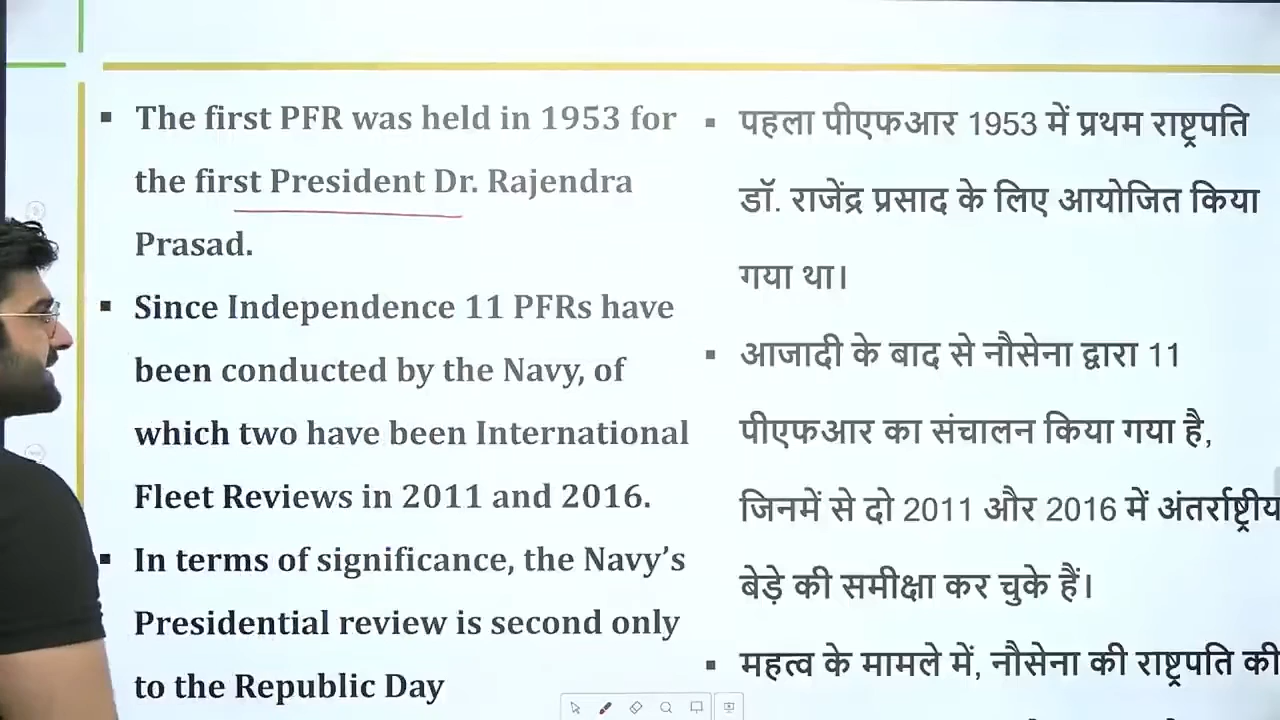 The first PFR was held in 1953 for
the first President Dr. Rajendra
Prasad.
Since Independence 11 PFRs have
been conducted by the Navy, of
which two have been International
Fleet Reviews in 2011 and 2016.
In terms of significance, the Navy's
Presidential review is second only
to the Republic Day
पहला पीएफआर 1953 में प्रथम राष्ट्रपति
डॉ. राजेंद्र प्रसाद के लिए आयोजित किया
गया था।
आजादी के बाद से नौसेना द्वारा 11
पीएफआर का संचालन किया गया है,
जिनमें से दो 2011 और 2016 में अंतर्राष्ट्रीय
बेड़े की समीक्षा कर चुके हैं।
महत्व के मामले में, नौसेना की राष्ट्रपति की